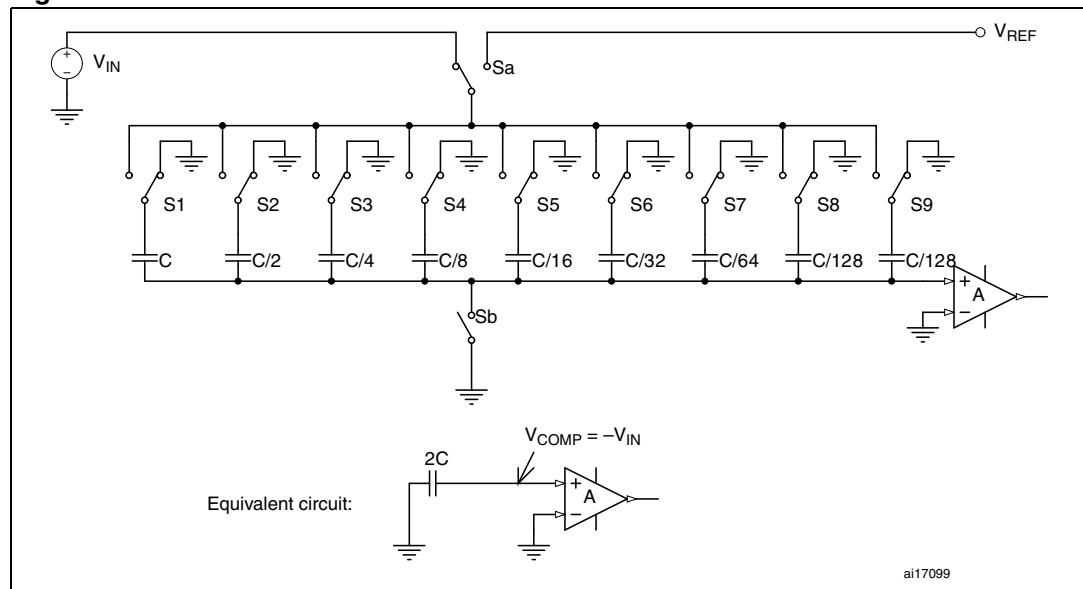 V_IN
Sa
V_REF
S1 S2 S3 S4 S5 S6 S7 S8 S9
C C/2 C/4 C/8 C/16 C/32 C/64 C/128 C/128
+
A
−
Sb
V_COMP = –V_IN
2C
+
A
−
Equivalent circuit:
ai17099